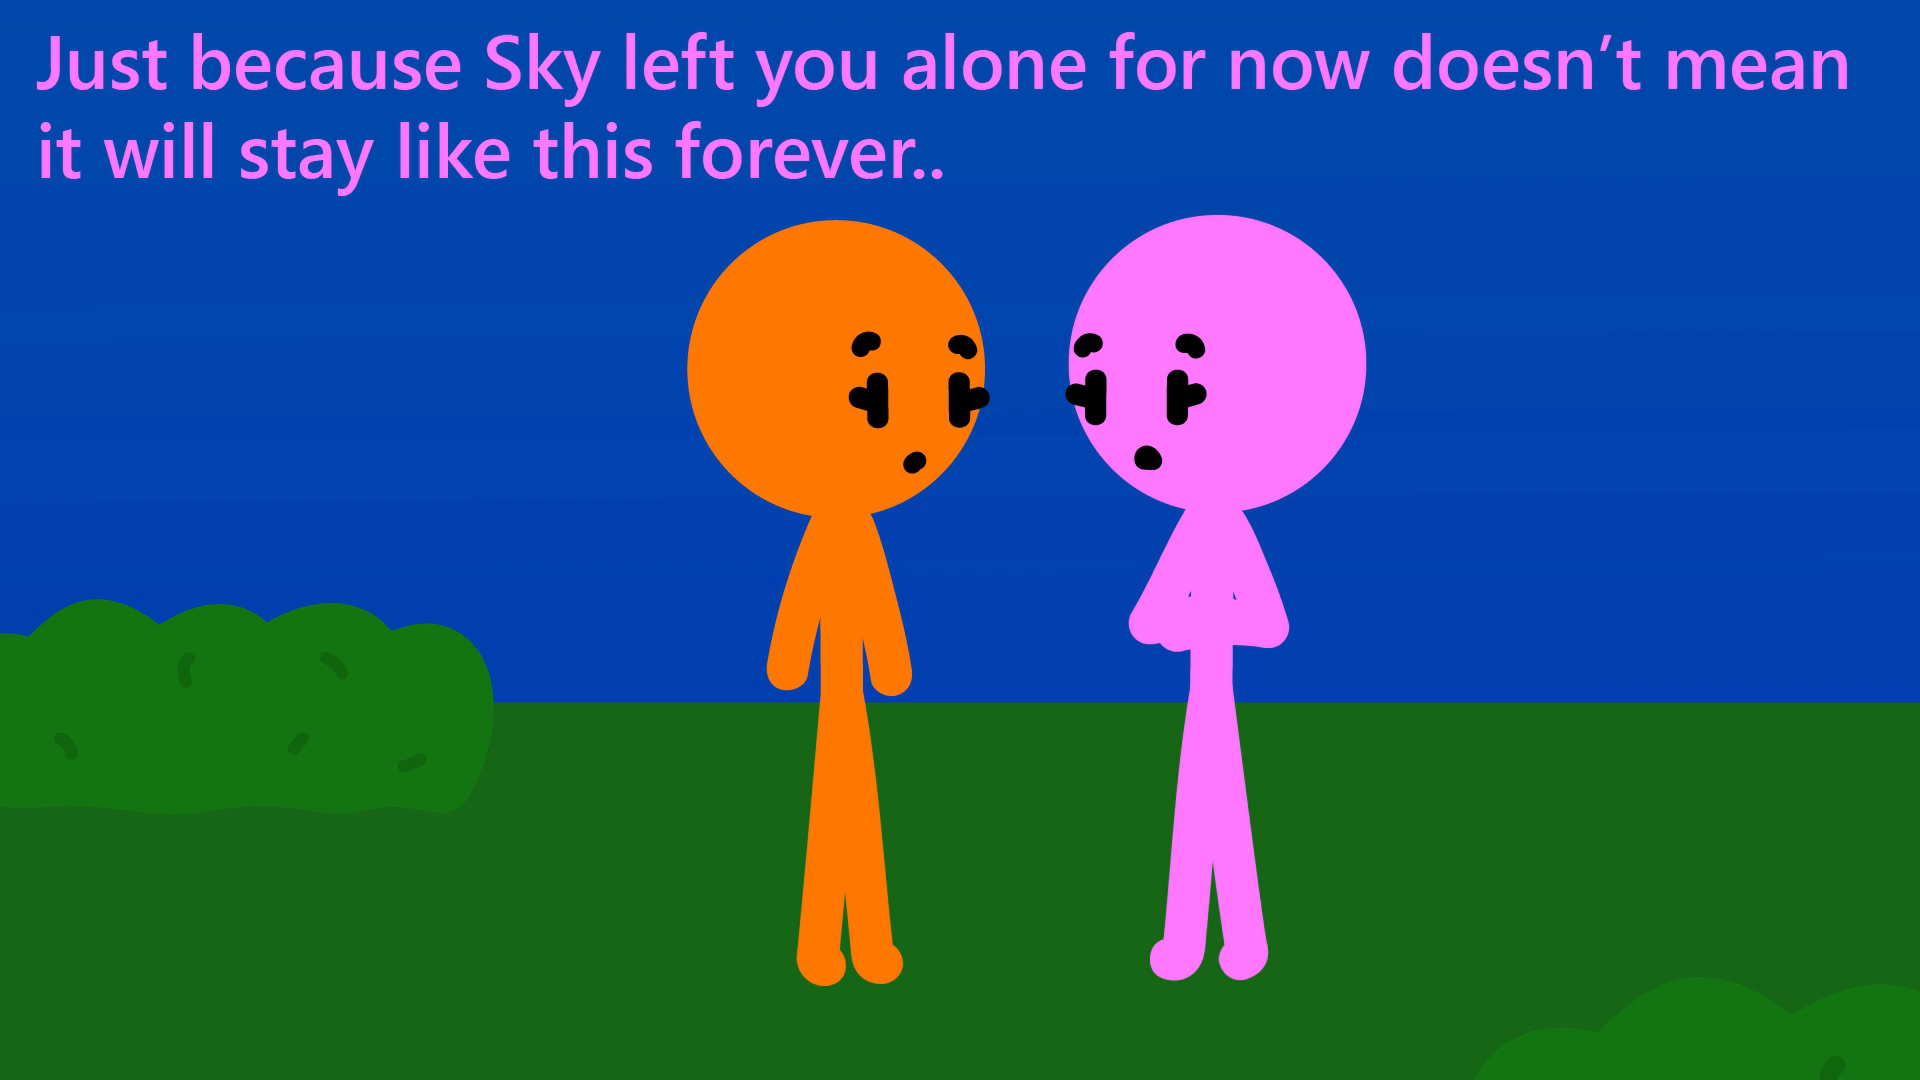 Just because Sky left you alone for now doesn’t mean
it will stay like this forever..